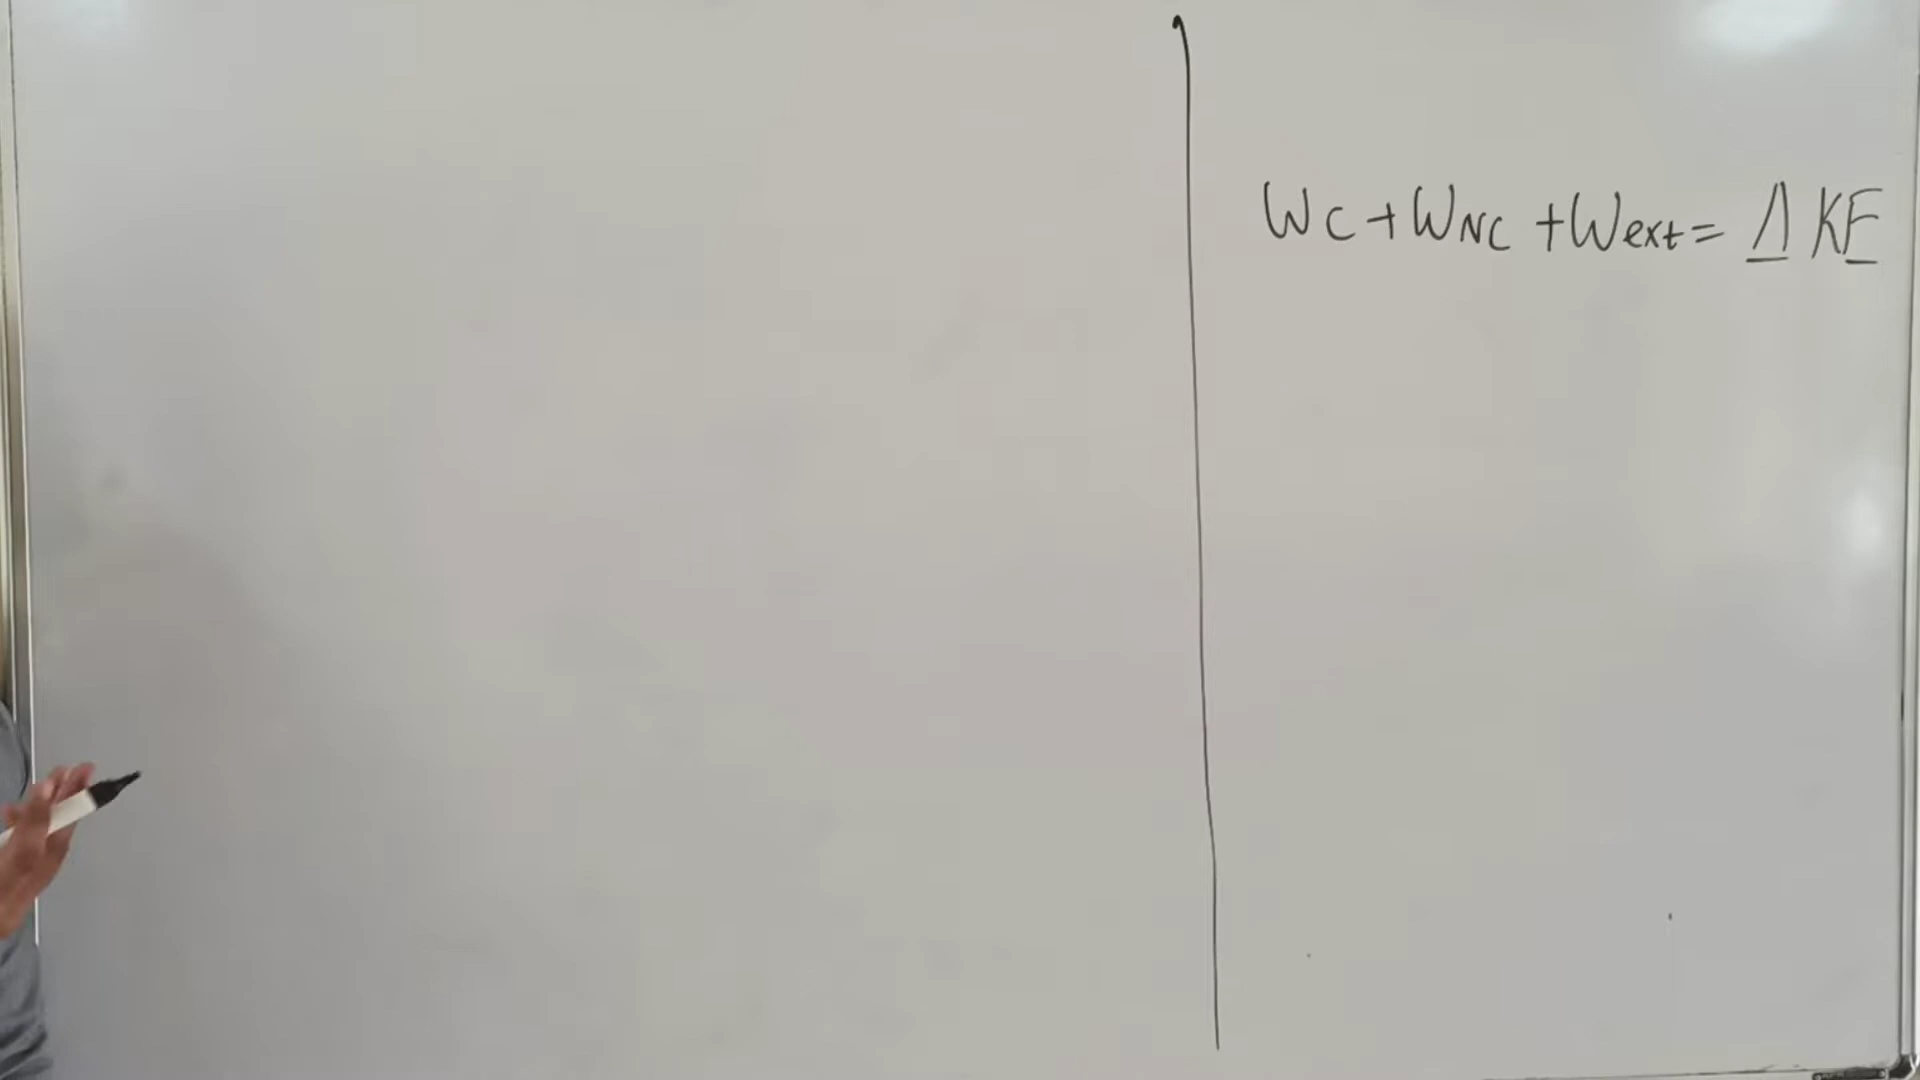 Wc + WNC + Wext = Δ KE